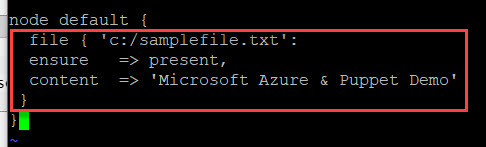 node default {
file { 'c:/samplefile.txt':
ensure => present,
content => 'Microsoft Azure & Puppet Demo'
}
}
~